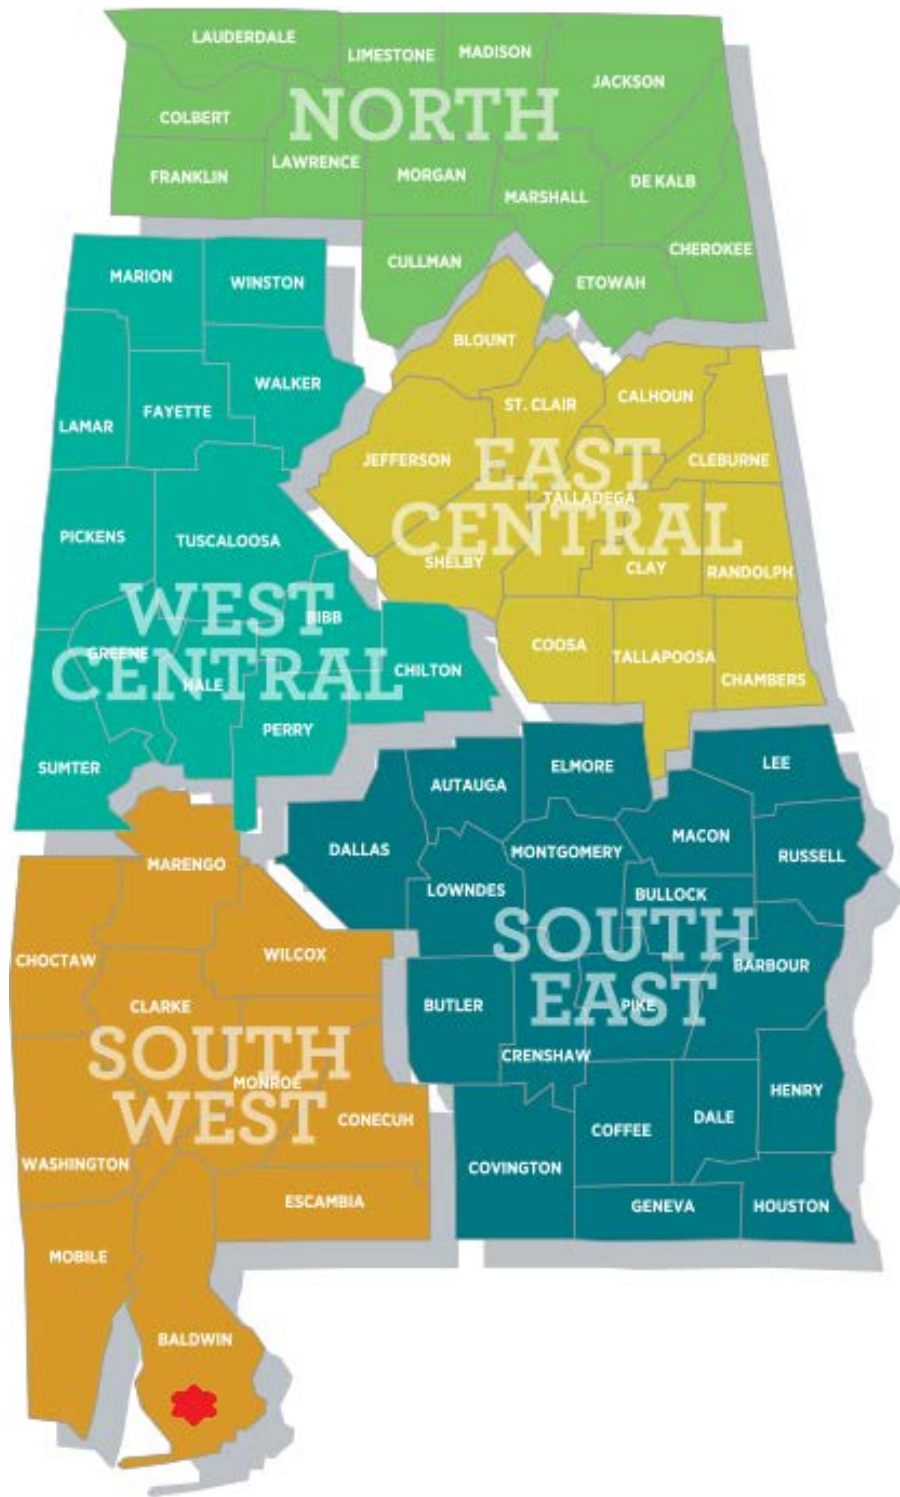 LAUDERDALE
LIMESTONE
MADISON
JACKSON
COLBERT
NORTH
FRANKLIN
LAWRENCE
MORGAN
MARSHALL
DE KALB
CULLMAN
CHEROKEE
ETOWAH
MARION
WINSTON
BLOUNT
WALKER
LAMAR
FAYETTE
ST. CLAIR
CALHOUN
JEFFERSON
EAST
CENTRAL
CLEBURNE
TALLADEGA
PICKENS
TUSCALOOSA
SHELBY
CLAY
RANDOLPH
WEST
CENTRAL
BIBB
GREENE
HALE
CHILTON
COOSA
TALLAPOOSA
CHAMBERS
PERRY
SUMTER
AUTAUGA
ELMORE
LEE
DALLAS
MONTGOMERY
MACON
RUSSELL
MARENGO
LOWNDES
BULLOCK
SOUTH
EAST
CHOCTAW
WILCOX
BARBOUR
CLARKE
BUTLER
PIKE
SOUTH
WEST
CRENSHAW
MONROE
CONECUH
HENRY
COFFEE
DALE
WASHINGTON
COVINGTON
ESCAMBIA
GENEVA
HOUSTON
MOBILE
BALDWIN